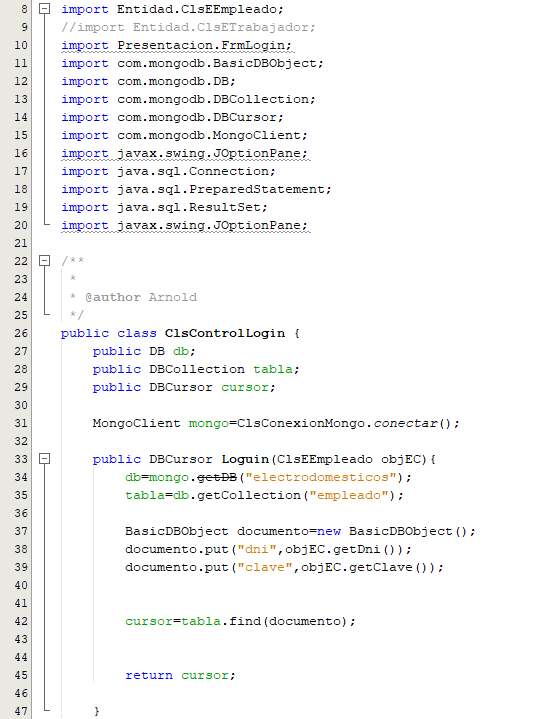 8 import Entidad.ClsEEmpleado;
9 //import Entidad.ClsETrabajador;
10 import Presentacion.FrmLogin;
11 import com.mongodb.BasicDBObject;
12 import com.mongodb.DB;
13 import com.mongodb.DBCollection;
14 import com.mongodb.DBCursor;
15 import com.mongodb.MongoClient;
16 import javax.swing.JOptionPane;
17 import java.sql.Connection;
18 import java.sql.PreparedStatement;
19 import java.sql.ResultSet;
20 import javax.swing.JOptionPane;
21
22 /**
23 *
24 * @author Arnold
25 */
26 public class ClsControlLogin {
27 public DB db;
28 public DBCollection tabla;
29 public DBCursor cursor;
30
31 MongoClient mongo=ClsConexionMongo.conectar();
32
33 public DBCursor Loguin(ClsEEmpleado objEC){
34 db=mongo.getDB("electrodomesticos");
35 tabla=db.getCollection("empleado");
36
37 BasicDBObject documento=new BasicDBObject();
38 documento.put("dni",objEC.getDni());
39 documento.put("clave",objEC.getClave());
40
41
42 cursor=tabla.find(documento);
43
44
45 return cursor;
46
47 }